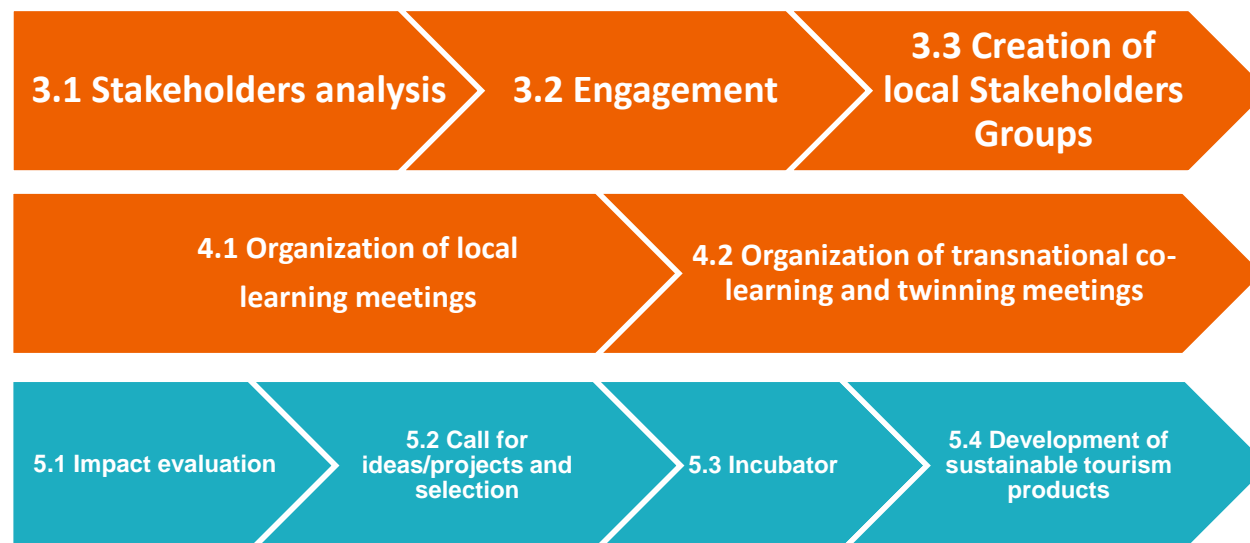 3.1 Stakeholders analysis
3.2 Engagement
3.3 Creation of
local Stakeholders
Groups
4.1 Organization of local
learning meetings
4.2 Organization of transnational co-
learning and twinning meetings
5.1 Impact evaluation
5.2 Call for
ideas/projects and
selection
5.3 Incubator
5.4 Development of
sustainable tourism
products